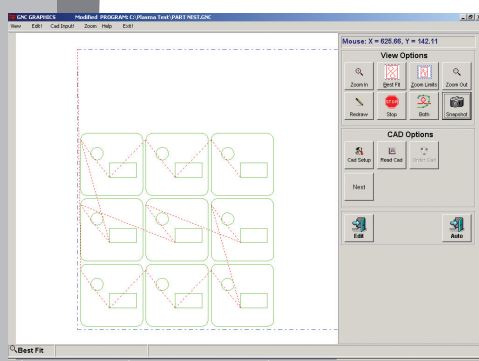 GNC GRAPHICS Modified PROGRAM: C:\Plasma Test\PART NEST.GNC
View Edit! Cad Input! Zoom Help Exit!
Mouse: X = 625.66, Y = 142.11
View Options
Zoom In Best Fit Zoom Limits Zoom Out
Redraw Stop Both Snapshot
STOP
CAD Options
Cad Setup Read Cad
Next
Edit Auto
Best Fit